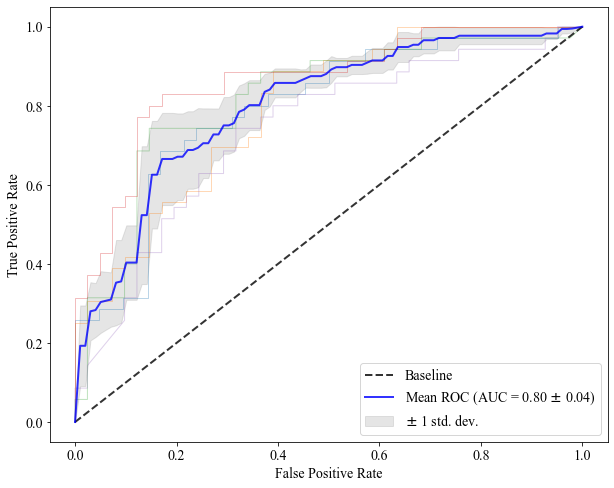 1.0
0.8
0.6
0.4
0.2
0.0
True Positive Rate
Baseline
Mean ROC (AUC = 0.80 ± 0.04)
± 1 std. dev.
0.0 0.2 0.4 0.6 0.8 1.0
False Positive Rate